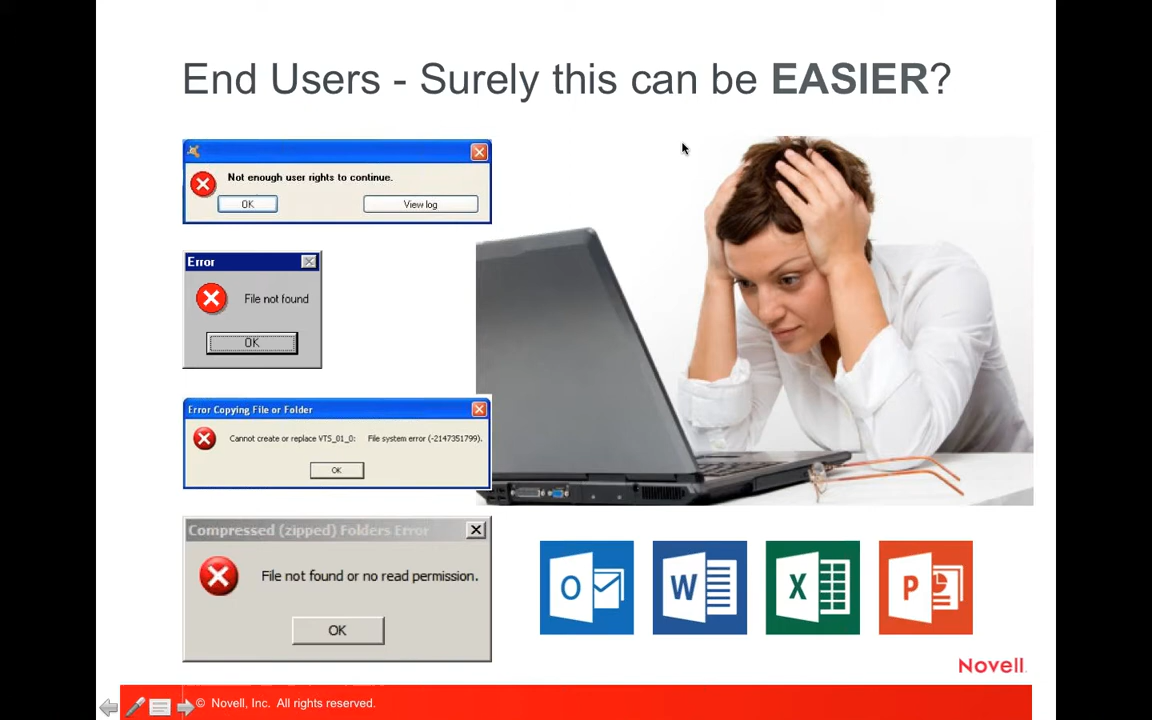 End Users - Surely this can be EASIER?
Not enough user rights to continue.
OK
View log
Error
File not found
OK
Error Copying File or Folder
Cannot create or replace VTS_01_0: File system error (-2147351799).
OK
Compressed (zipped) Folders Error
File not found or no read permission.
OK
O
W
X
P
Novell
© Novell, Inc. All rights reserved.